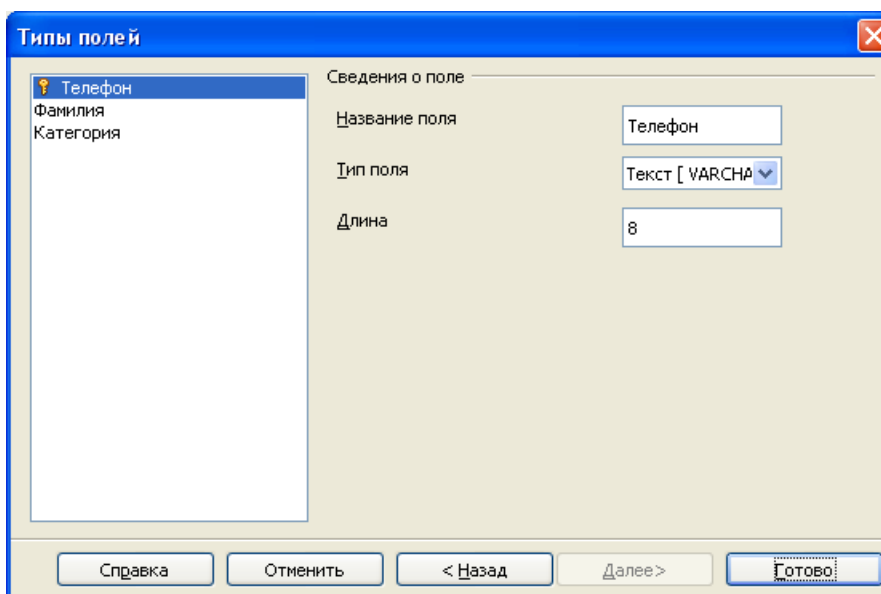 Типы полей
Телефон
Фамилия
Категория
Сведения о поле
Название поля
Телефон
Тип поля
Текст [ VARCHA
Длина
8
Справка
Отменить
< Назад
Далее>
Готово